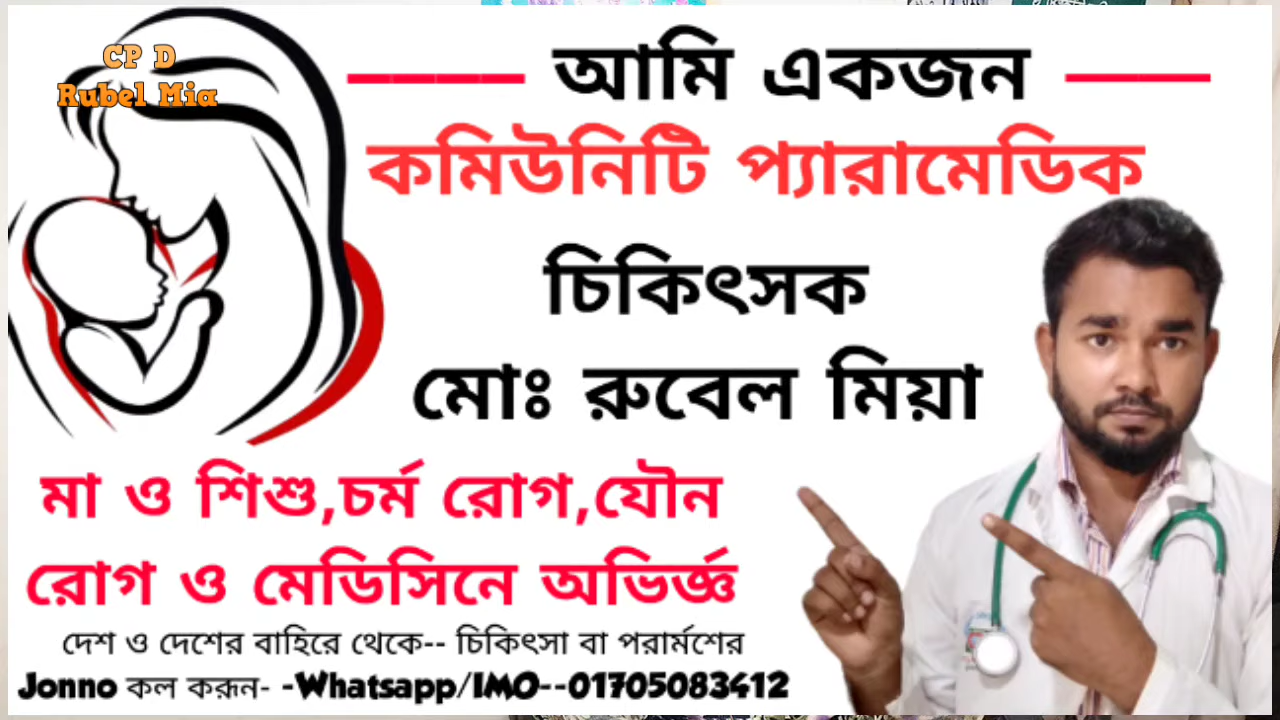 CP D
Rubel Mia
আমি একজন
কমিউনিটি প্যারামেডিক
চিকিৎসক
মোঃ রুবেল মিয়া
মা ও শিশু,চর্ম রোগ,যৌন
রোগ ও মেডিসিনে অভির্জ্ঞ
দেশ ও দেশের বাহিরে থেকে-- চিকিৎসা বা পরার্মশের
Jonno কল করুন- -Whatsapp/IMO--01705083412